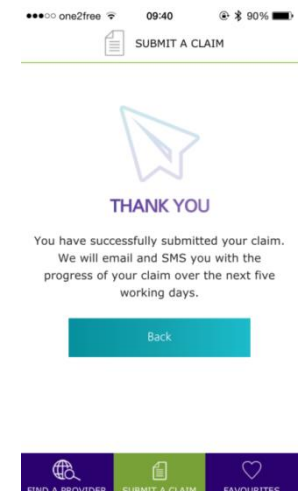 one2free 09:40 90%
SUBMIT A CLAIM
THANK YOU
You have successfully submitted your claim.
We will email and SMS you with the
progress of your claim over the next five
working days.
Back
FIND A PROVIDER SUBMIT A CLAIM FAVOURITES